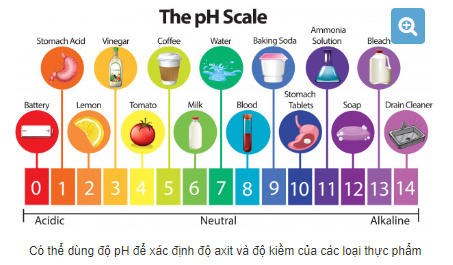 The pH Scale
Stomach Acid Vinegar Coffee Water Baking Soda Ammonia Solution Bleach
Battery Lemon Tomato Milk Blood Stomach Tablets Soap Drain Cleaner
0 1 2 3 4 5 6 7 8 9 10 11 12 13 14
Acidic Neutral Alkaline
Có thể dùng độ pH để xác định độ axit và độ kiềm của các loại thực phẩm